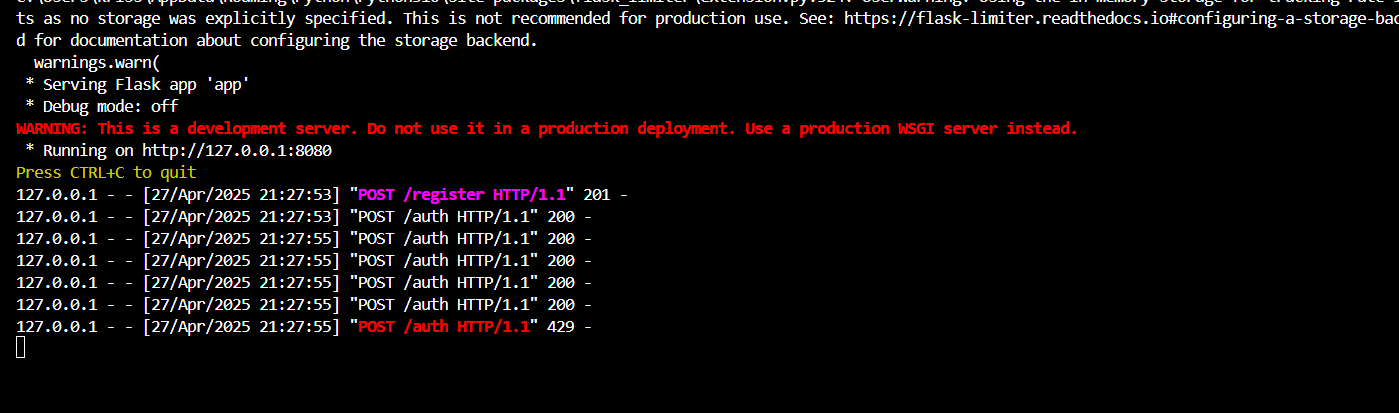 ts as no storage was explicitly specified. This is not recommended for production use. See: https://flask-limiter.readthedocs.io#configuring-a-storage-bac
d for documentation about configuring the storage backend.
  warnings.warn(
 * Serving Flask app 'app'
 * Debug mode: off
WARNING: This is a development server. Do not use it in a production deployment. Use a production WSGI server instead.
 * Running on http://127.0.0.1:8080
Press CTRL+C to quit
127.0.0.1 - - [27/Apr/2025 21:27:53] "POST /register HTTP/1.1" 201 -
127.0.0.1 - - [27/Apr/2025 21:27:53] "POST /auth HTTP/1.1" 200 -
127.0.0.1 - - [27/Apr/2025 21:27:55] "POST /auth HTTP/1.1" 200 -
127.0.0.1 - - [27/Apr/2025 21:27:55] "POST /auth HTTP/1.1" 200 -
127.0.0.1 - - [27/Apr/2025 21:27:55] "POST /auth HTTP/1.1" 200 -
127.0.0.1 - - [27/Apr/2025 21:27:55] "POST /auth HTTP/1.1" 200 -
127.0.0.1 - - [27/Apr/2025 21:27:55] "POST /auth HTTP/1.1" 429 -